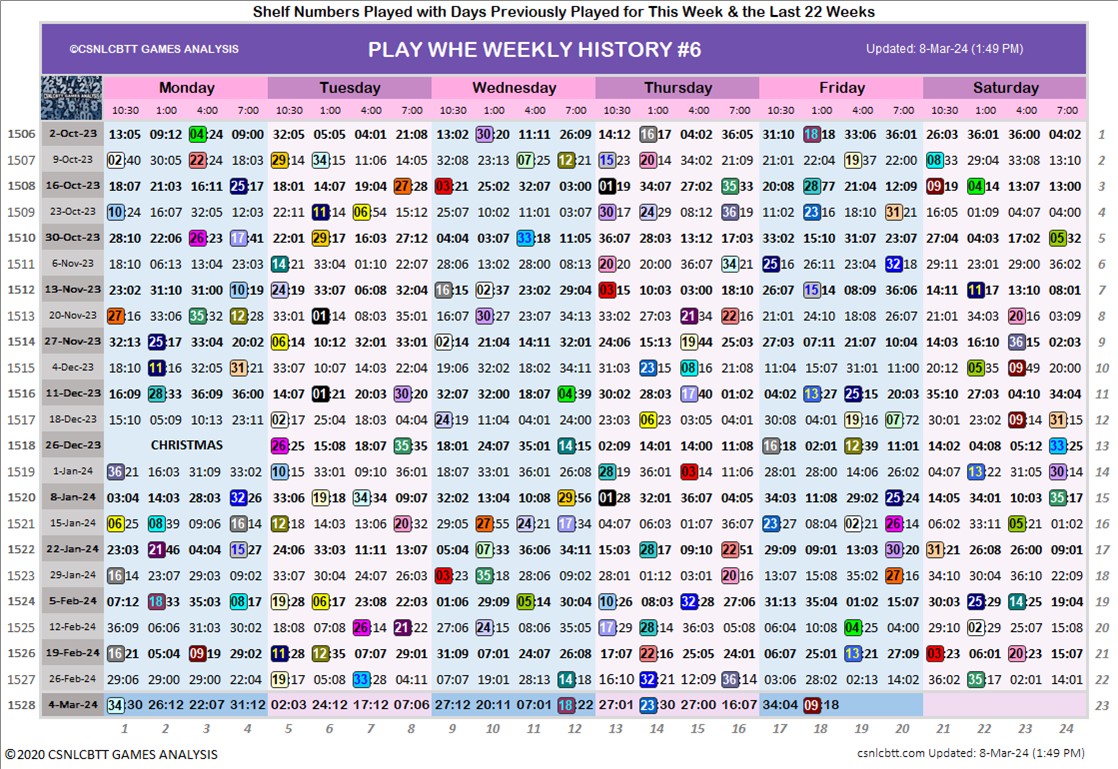 Shelf Numbers Played with Days Previously Played for This Week & the Last 22 Weeks
©CSNLCBTT GAMES ANALYSIS PLAY WHE WEEKLY HISTORY #6 Updated: 8-Mar-24 (1:49 PM)
Monday Tuesday Wednesday Thursday Friday Saturday
10:30 1:00 4:00 7:00 10:30 1:00 4:00 7:00 10:30 1:00 4:00 7:00 10:30 1:00 4:00 7:00 10:30 1:00 4:00 7:00 10:30 1:00 4:00 7:00
1506 2-Oct-23 13:05 09:12 04:24 09:00 32:05 05:05 04:01 21:08 13:02 30:20 11:11 26:09 14:12 16:17 04:02 36:05 31:10 18:18 33:06 36:01 26:03 36:01 36:00 04:02 1
1507 9-Oct-23 02:40 30:05 22:24 18:03 29:14 34:15 11:06 14:05 32:08 23:13 07:25 12:21 15:23 20:14 34:02 21:09 21:01 22:04 19:37 22:00 08:33 29:04 33:08 13:10 2
1508 16-Oct-23 18:07 21:03 16:11 25:17 18:01 14:07 19:04 27:28 03:21 25:02 32:07 03:00 01:19 34:07 27:02 35:33 20:08 28:77 21:04 12:09 09:19 04:14 13:07 13:00 3
1509 23-Oct-23 10:24 16:07 32:05 12:03 22:11 11:14 06:54 15:12 25:07 10:02 11:01 03:07 30:17 24:29 08:12 36:19 11:02 23:16 18:10 31:21 16:05 01:09 04:07 04:00 4
1510 30-Oct-23 28:10 22:06 26:23 17:41 22:01 29:17 16:03 27:12 04:04 03:07 33:18 11:05 36:07 28:03 13:12 17:03 33:02 15:10 31:07 22:07 27:04 04:03 17:02 05:32 5
1511 6-Nov-23 18:10 06:13 13:04 23:03 14:21 33:04 01:10 22:07 28:06 13:02 28:00 08:13 20:20 20:00 36:07 34:21 25:16 26:11 23:04 32:18 29:11 23:01 29:00 36:02 6
1512 13-Nov-23 23:02 31:10 31:00 10:19 24:19 33:07 06:08 32:04 16:15 02:37 23:02 29:04 03:15 10:03 03:00 18:10 26:07 15:14 08:09 36:06 14:11 11:17 13:10 08:01 7
1513 20-Nov-23 27:16 33:06 35:32 12:28 33:01 01:14 08:03 35:01 16:07 30:27 23:07 34:13 33:02 27:08 21:34 22:16 21:01 24:10 18:08 26:07 21:01 34:03 20:16 03:09 8
1514 27-Nov-23 32:13 25:17 33:04 20:02 06:14 10:12 32:01 33:01 02:14 21:04 14:11 32:01 24:06 15:13 19:44 25:03 27:03 07:11 21:07 10:04 14:03 16:10 36:15 02:03 9
1515 4-Dec-23 18:10 11:16 32:05 31:21 33:07 10:07 14:03 22:04 19:06 32:02 18:02 34:11 31:03 23:15 08:16 21:08 11:04 15:07 31:01 11:00 20:12 05:35 09:49 20:00 10
1516 11-Dec-23 16:09 28:33 36:09 36:00 14:07 01:21 20:03 30:21 32:07 32:00 18:07 04:39 31:03 28:03 17:40 01:11 04:02 13:27 25:15 20:03 35:10 27:03 04:10 34:04 11
1517 18-Dec-23 15:10 05:09 10:13 23:11 02:17 25:04 18:03 04:03 24:19 11:04 04:01 35:03 23:03 06:23 05:05 03:14 30:08 04:01 19:16 07:72 30:01 23:02 09:14 31:15 12
1518 26-Dec-23 CHRISTMAS 26:25 15:08 18:07 35:35 18:01 24:07 35:01 14:15 02:09 14:01 14:00 11:08 16:18 02:01 12:39 11:01 13:02 04:08 05:12 33:25 13
1519 1-Jan-24 36:21 16:03 31:09 33:02 10:15 33:01 09:10 36:01 18:07 33:01 36:01 26:08 28:19 36:01 03:14 11:06 28:01 22:00 14:06 26:02 04:07 13:22 31:05 30:14 14
1520 8-Jan-24 03:04 14:03 28:03 32:26 33:06 19:18 34:34 09:07 32:02 13:04 10:08 29:56 01:28 32:01 36:07 04:05 34:03 11:08 29:02 25:24 14:05 34:01 10:03 35:17 15
1521 15-Jan-24 06:25 08:39 09:06 16:14 12:18 14:03 13:06 20:32 29:05 27:55 24:21 17:34 04:07 06:03 01:07 36:07 23:27 08:04 02:21 26:14 06:02 33:11 05:21 01:02 16
1522 22-Jan-24 23:03 21:46 04:04 15:27 24:06 33:03 11:11 13:07 05:04 07:33 36:06 34:11 15:03 28:17 09:10 22:51 29:09 09:01 13:03 30:20 31:21 26:08 26:00 09:01 17
1523 29-Jan-24 16:14 23:07 29:06 09:02 33:07 30:04 24:07 26:03 03:23 35:18 28:06 09:02 28:01 01:12 03:01 20:16 18:07 13:08 35:02 27:16 34:10 30:04 36:10 22:09 18
1524 5-Feb-24 07:12 18:33 35:03 08:17 19:28 06:17 23:08 22:03 01:06 29:09 05:14 30:04 10:26 08:03 32:28 27:06 31:13 35:04 01:02 15:07 30:03 25:29 14:25 19:04 19
1525 12-Feb-24 36:09 06:06 31:03 30:02 18:08 07:08 26:14 21:22 27:06 24:15 08:06 30:05 17:29 28:14 36:03 05:08 06:04 10:08 04:25 04:00 29:10 02:29 25:07 15:08 20
1526 19-Feb-24 16:21 05:04 09:19 29:02 11:28 12:35 07:07 29:01 31:09 07:01 24:07 26:08 17:07 22:16 25:05 24:01 06:07 25:01 13:21 27:09 03:23 06:01 20:23 15:07 21
1527 26-Feb-24 29:06 29:00 29:00 22:04 19:17 05:08 33:28 04:11 07:07 19:01 28:13 14:18 16:10 32:21 12:09 36:14 03:06 28:02 02:13 14:02 36:02 35:17 02:01 14:01 22
1528 4-Mar-24 34:30 26:12 22:07 31:12 02:03 24:12 17:12 07:06 27:12 20:11 07:01 18:22 27:01 23:30 27:00 16:07 34:04 09:18 23
1 2 3 4 5 6 7 8 9 10 11 12 13 14 15 16 17 18 19 20 21 22 23 24
©2020 CSNLCBTT GAMES ANALYSIS csnlcbtt.com Updated: 8-Mar-24 (1:49 PM)